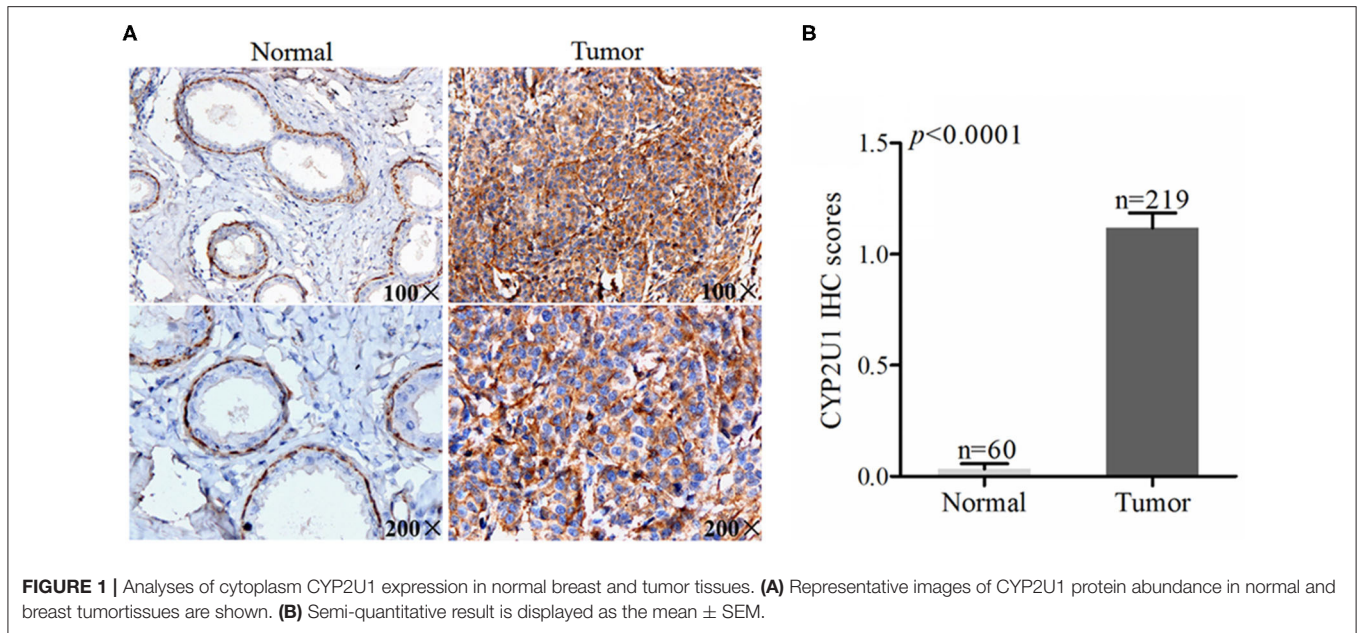 A
Normal
Tumor
100×
100×
200×
200×
B
p<0.0001
CYP2U1 IHC scores
1.5
1.0
0.5
0.0
n=60
n=219
Normal
Tumor
FIGURE 1 | Analyses of cytoplasm CYP2U1 expression in normal breast and tumor tissues. (A) Representative images of CYP2U1 protein abundance in normal and
breast tumortissues are shown. (B) Semi-quantitative result is displayed as the mean ± SEM.